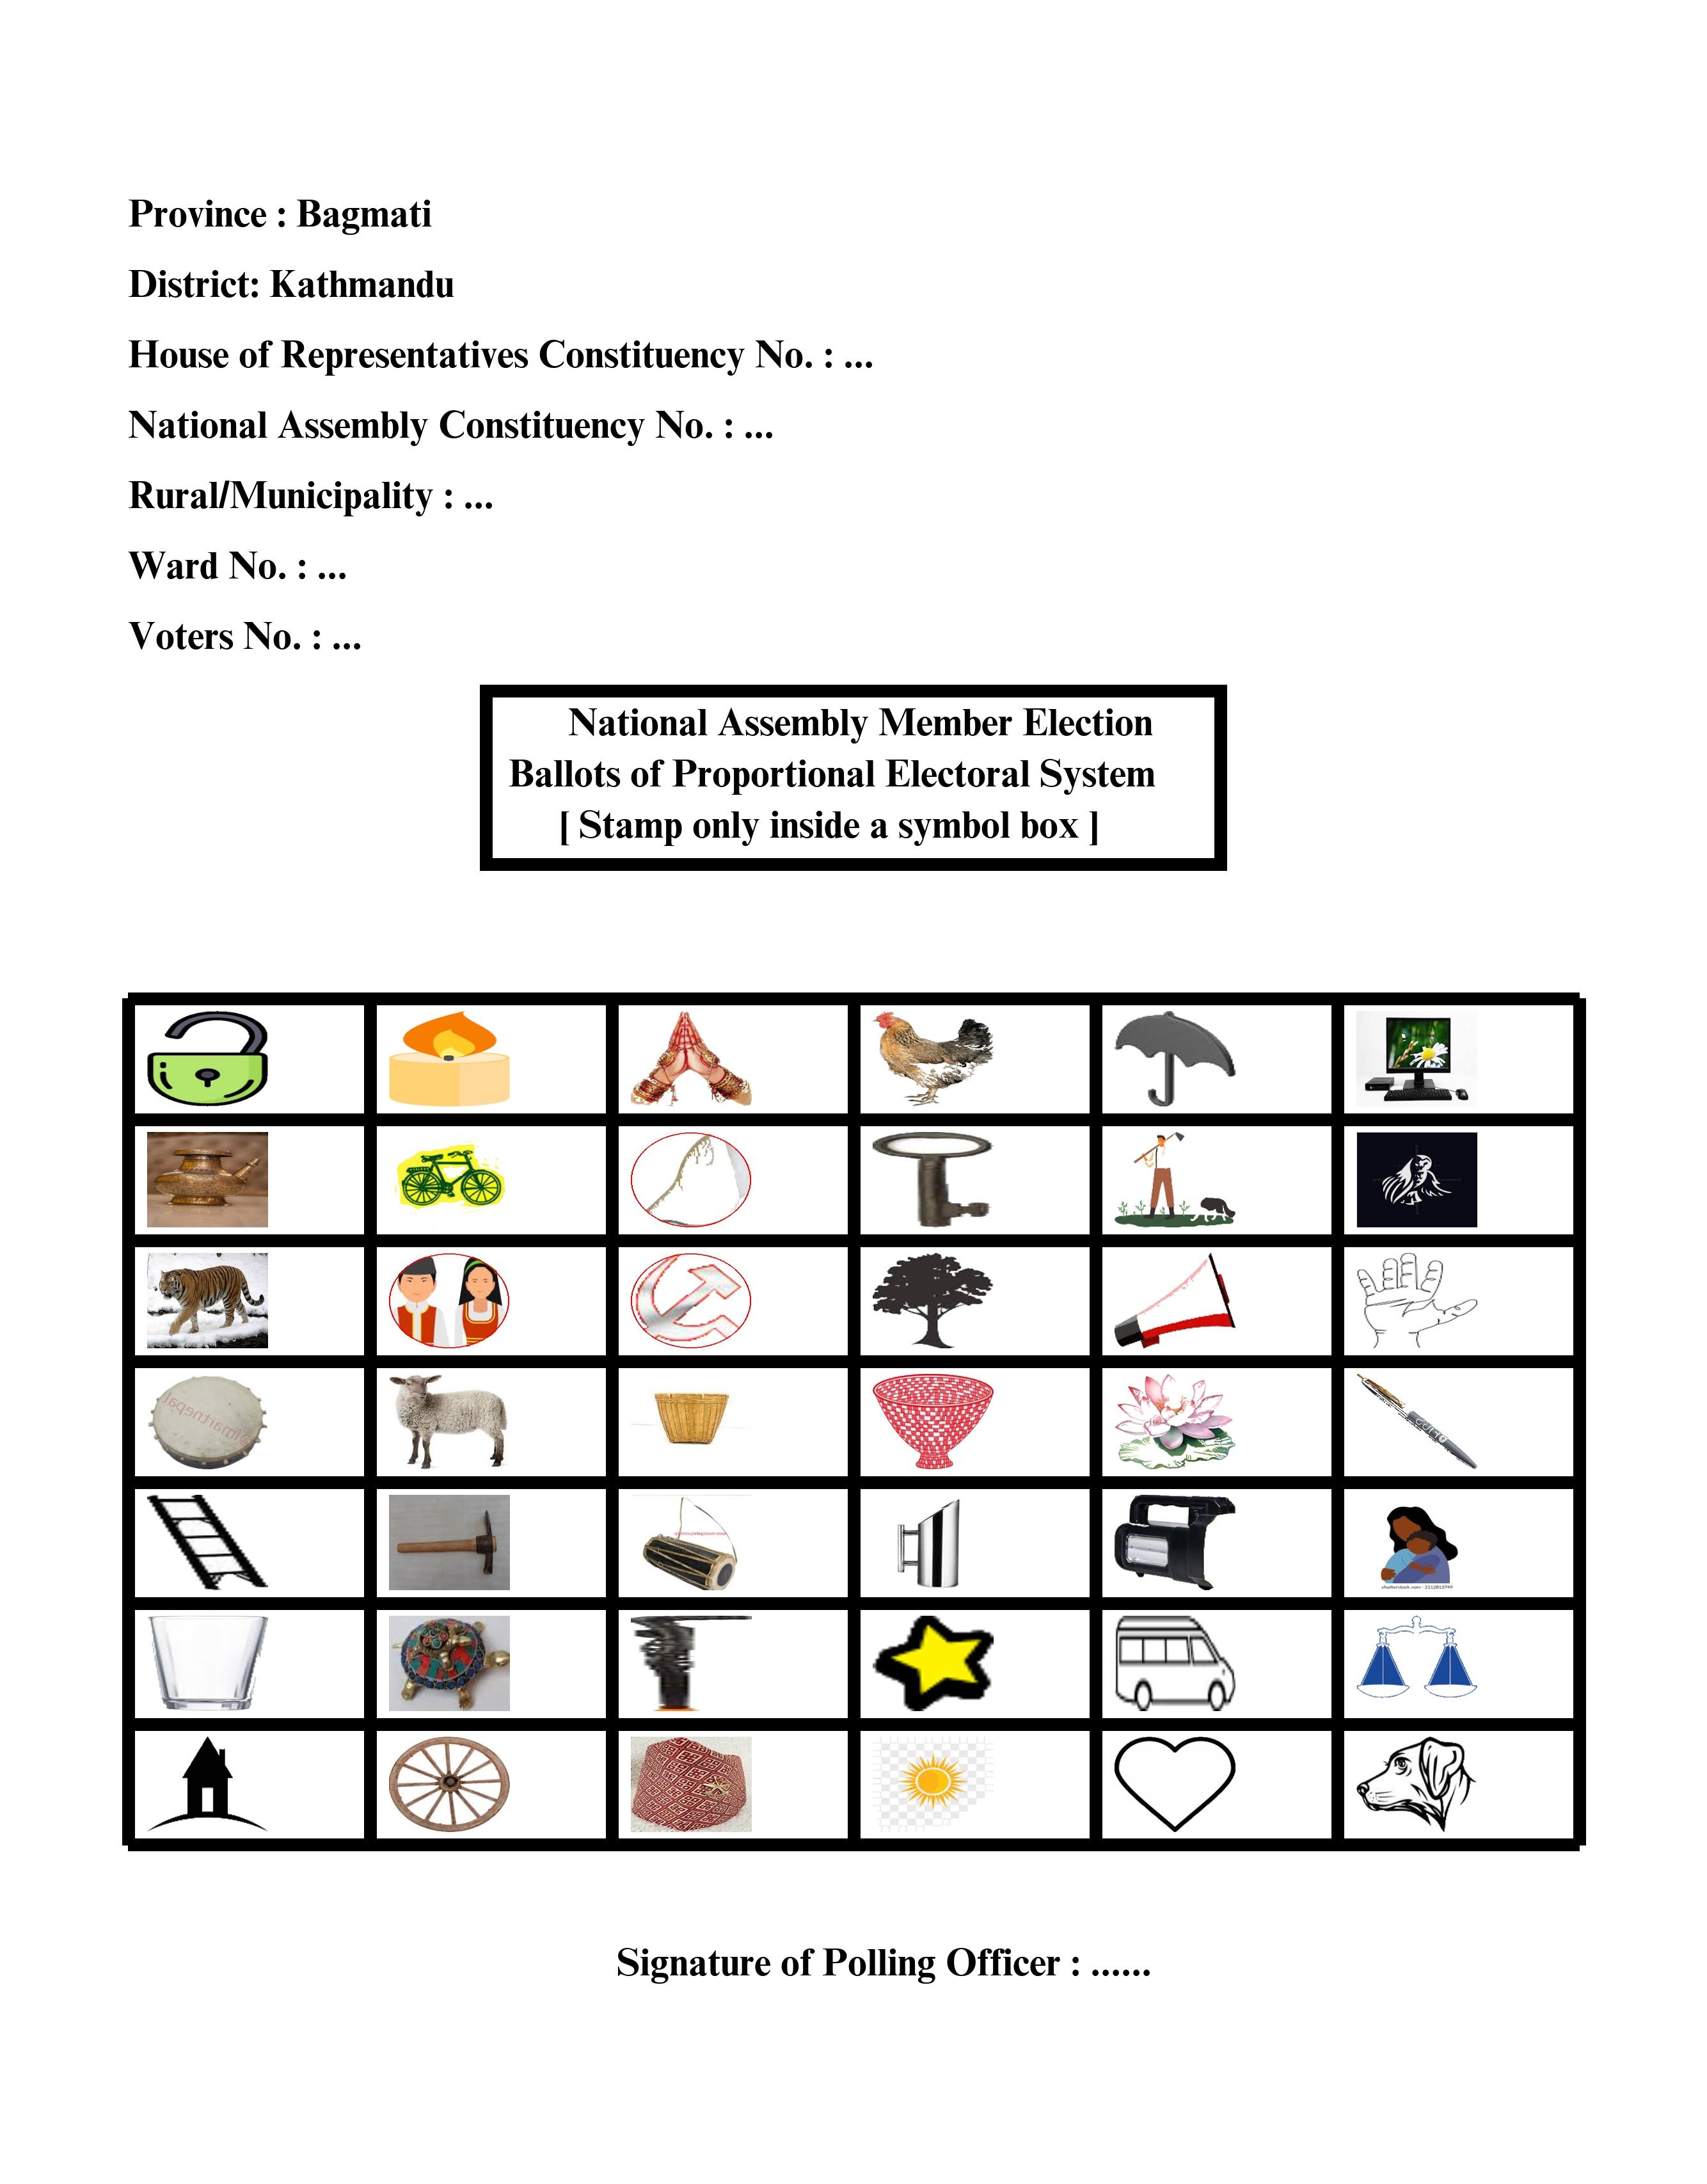 Province : Bagmati
District: Kathmandu
House of Representatives Constituency No. : ...
National Assembly Constituency No. : ...
Rural/Municipality : ...
Ward No. : ...
Voters No. : ...
National Assembly Member Election
Ballots of Proportional Electoral System
[ Stamp only inside a symbol box ]
Signature of Polling Officer : ......